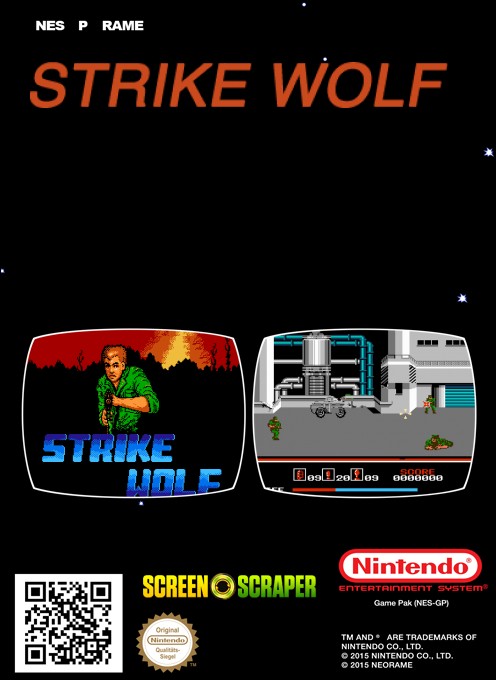 NES P RAME
STRIKE WOLF
STRIKE
WOLF
09 20 09
SCORE
0000000
SCREEN SCRAPER
Original
Nintendo
Qualitäts-
Siegel
TM
Nintendo®
ENTERTAINMENT SYSTEM®
Game Pak (NES-GP)
TM AND ® ARE TRADEMARKS OF
NINTENDO CO., LTD.
© 2015 NINTENDO CO., LTD.
© 2015 NEORAME